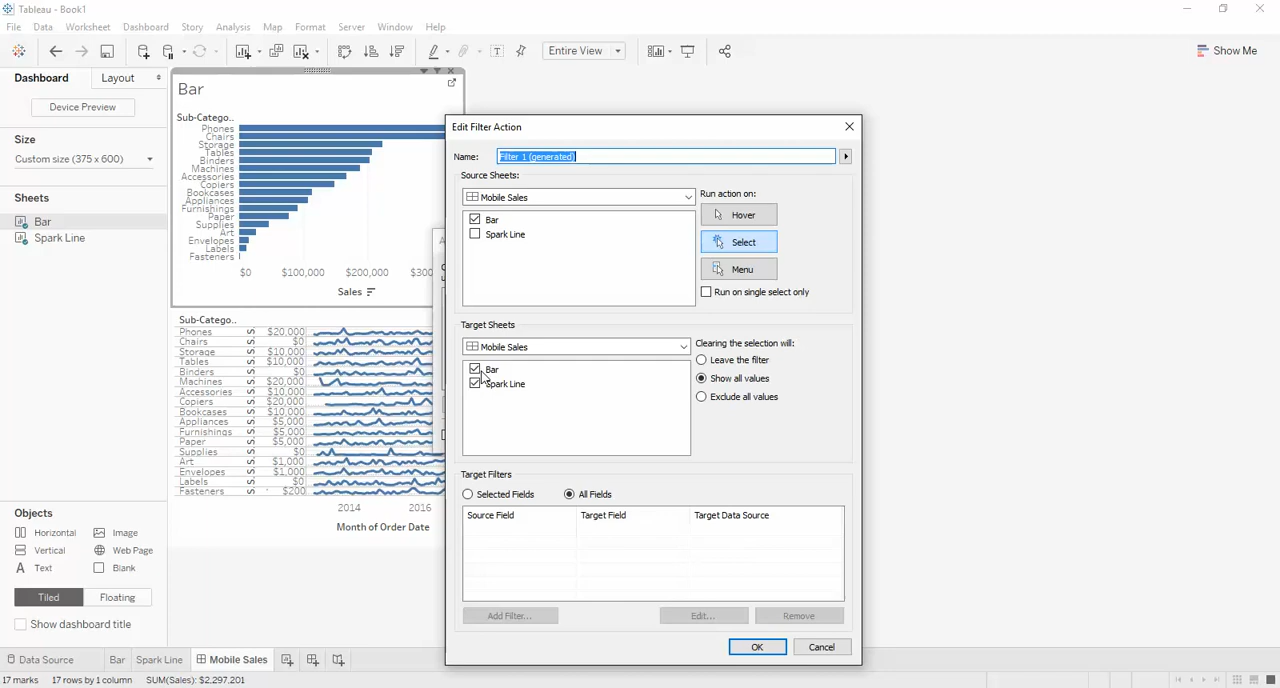 Tableau - Book1
File Data Worksheet Dashboard Story Analysis Map Format Server Window Help
Entire View
Show Me
Dashboard Layout
Device Preview
Size
Custom size (375 x 600)
Sheets
Bar
Spark Line
Bar
Sub-Catego..
Phones
Chairs
Storage
Tables
Binders
Machines
Accessories
Copiers
Bookcases
Appliances
Furnishings
Paper
Supplies
Art
Envelopes
Labels
Fasteners
$0 $100,000 $200,000
Sales
Sub-Catego..
Phones $20,000
Chairs $0
Storage $10,000
Tables $10,000
Binders $0
Machines $20,000
Accessories $10,000
Copiers $20,000
Bookcases $10,000
Appliances $5,000
Furnishings $5,000
Paper $5,000
Supplies $0
Art $1,000
Envelopes $1,000
Labels $0
Fasteners $200
2014 2016
Month of Order Date
Edit Filter Action
Name: Filter 1 (generated)
Source Sheets:
Mobile Sales
Bar
Spark Line
Run action on:
Hover
Select
Menu
Run on single select only
Target Sheets
Mobile Sales
Bar
Spark Line
Clearing the selection will:
Leave the filter
Show all values
Exclude all values
Target Filters
Selected Fields All Fields
Source Field Target Field Target Data Source
Add Filter... Edit... Remove
OK Cancel
Objects
Horizontal Image
Vertical Web Page
A Text Blank
Tiled Floating
Show dashboard title
Data Source Bar Spark Line Mobile Sales
17 marks 17 rows by 1 column SUM(Sales): $2,297,201